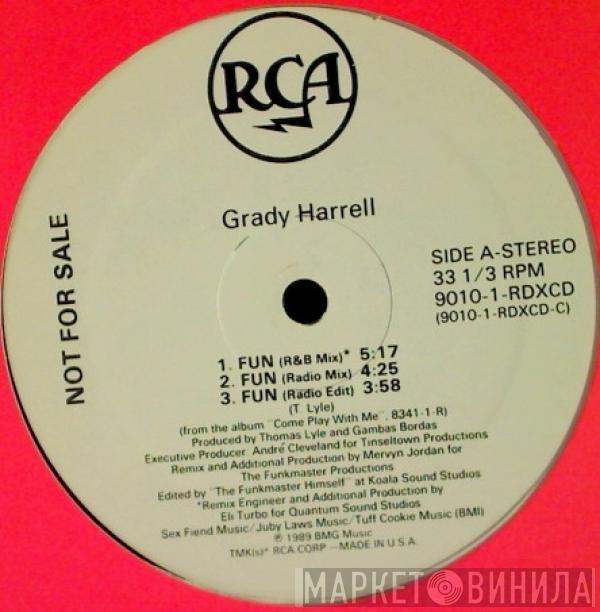 RCA
Grady Harrell
NOT FOR SALE
SIDE A-STEREO
33 1/3 RPM
9010-1-RDXCD
(9010-1-RDXCD-C)
1. FUN (R&B Mix)* 5:17
2. FUN (Radio Mix) 4:25
3. FUN (Radio Edit) 3:58
(T. Lyle)
(from the album "Come Play With Me", 8341-1-R)
Produced by Thomas Lyle and Gambas Bordas
Executive Producer André Cleveland for Tinseltown Productions
Remix and Additional Production by Mervyn Jordan for
The Funkmaster Productions
Edited by "The Funkmaster Himself" at Koala Sound Studios
*Remix Engineer and Additional Production by
Eli Turbo for Quantum Sound Studios
Sex Fiend Music/Juby Laws Music/Tuff Cookie Music (BMI)
℗ 1989 BMG Music
TMK(s)® RCA CORP —MADE IN U.S.A.
МАРКЕТ ВИНИЛА